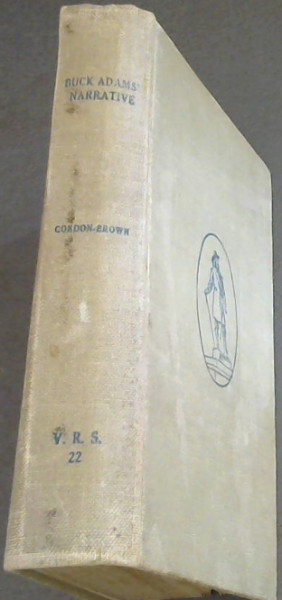 BUCK ADAMS'
NARRATIVE
GORDON-BROWN
V. R. S.
22